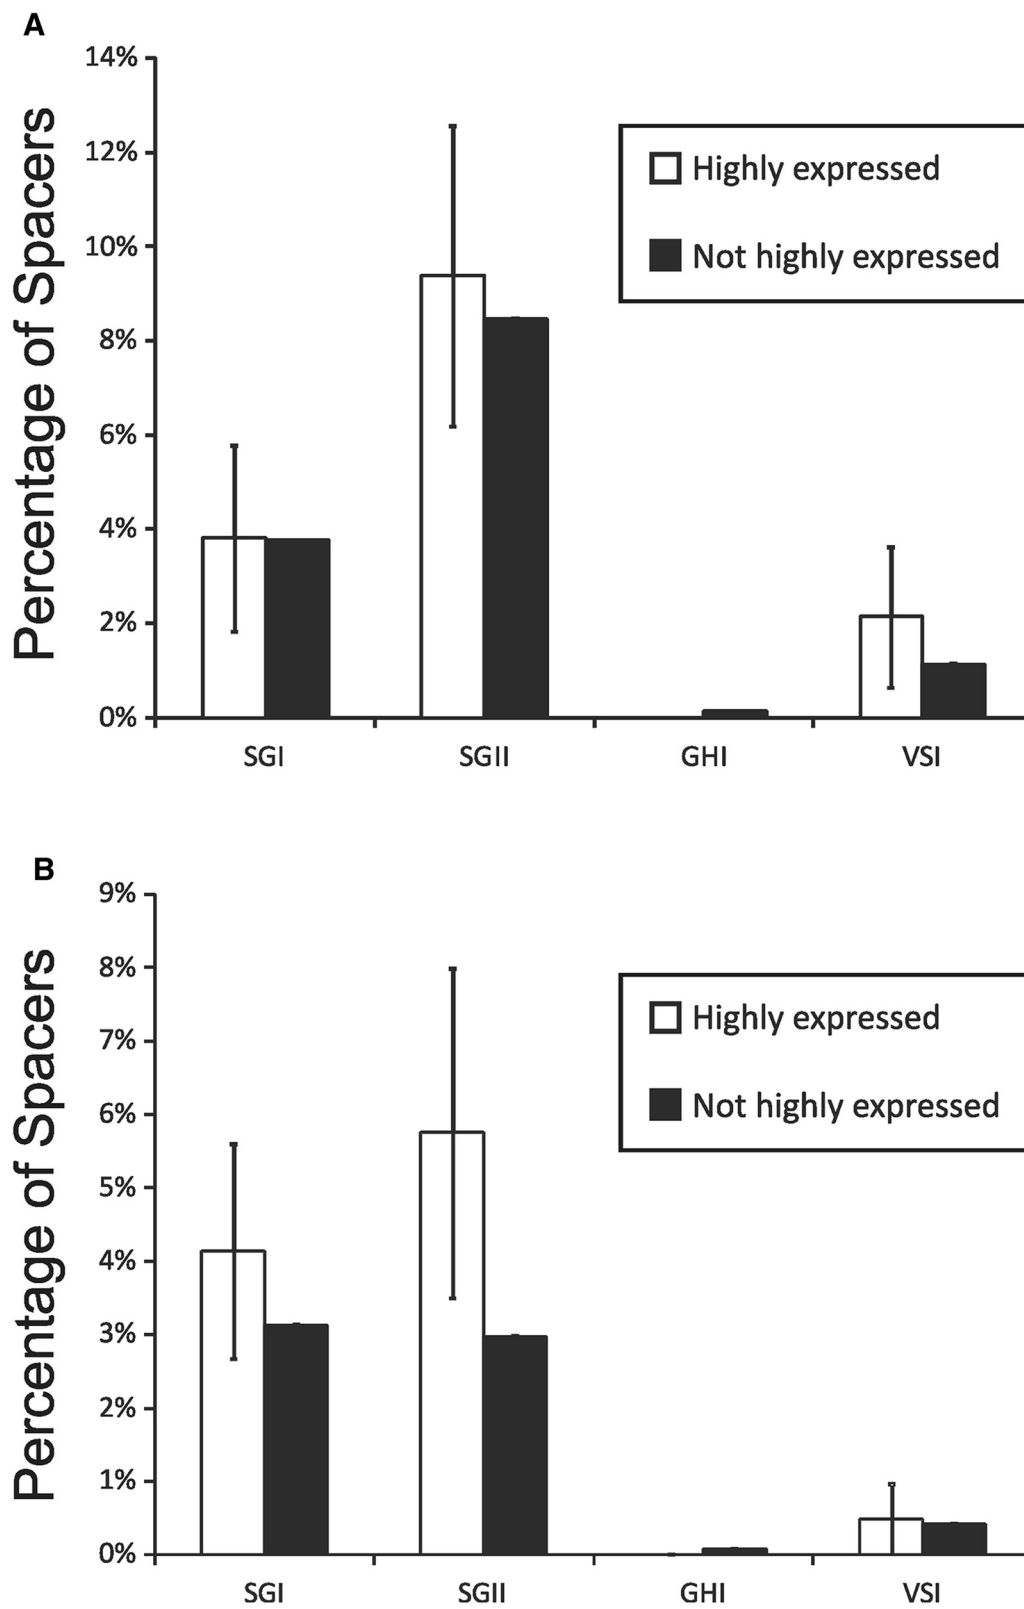 A
Percentage of Spacers
14%
12%
10%
8%
6%
4%
2%
0%
Highly expressed
Not highly expressed
SGI SGII GHI VSI
B
Percentage of Spacers
9%
8%
7%
6%
5%
4%
3%
2%
1%
0%
Highly expressed
Not highly expressed
SGI SGII GHI VSI